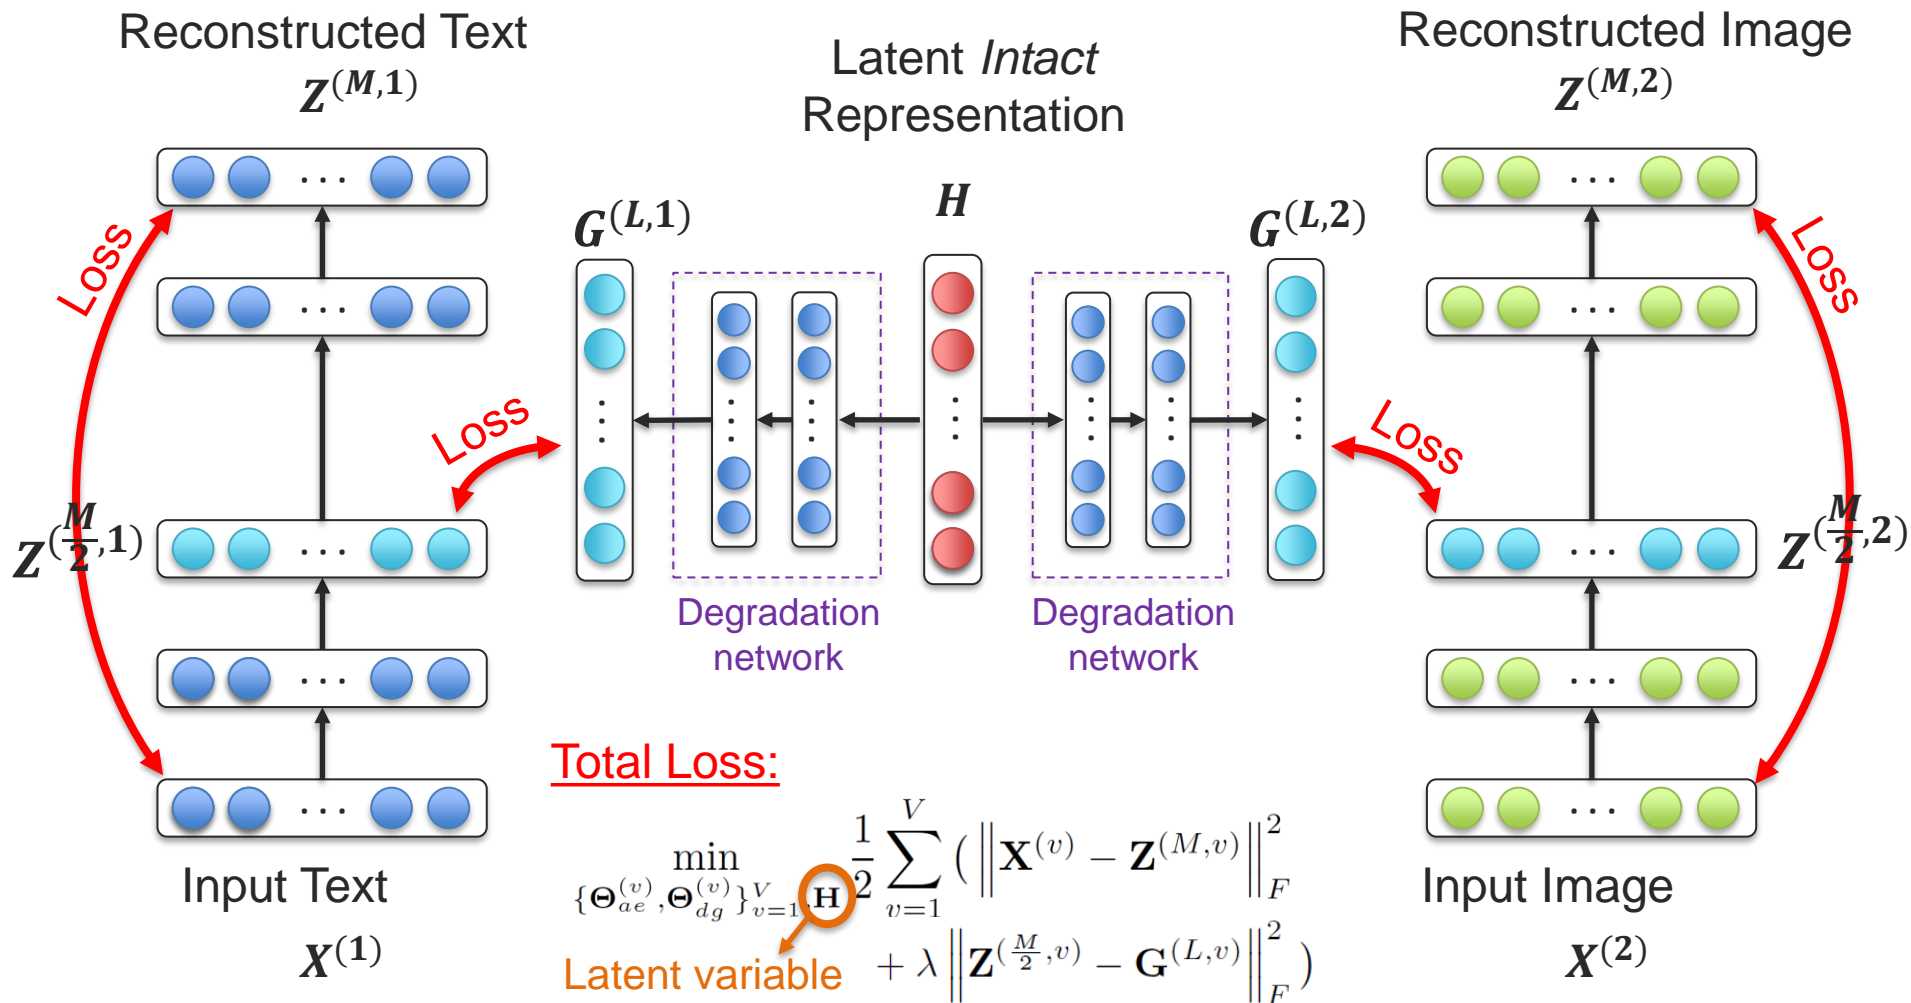 Reconstructed Text
Z^(M,1)
Latent Intact
Representation
Reconstructed Image
Z^(M,2)
G^(L,1)
H
G^(L,2)
Loss
Loss
Loss
Loss
Z^(M/2,1)
Z^(M/2,2)
Degradation
network
Degradation
network
Total Loss:
min_{{Θ_ae^(v),Θ_dg^(v)}_{v=1}^V,H} 1/2 ∑_{v=1}^V ( ‖X^(v) − Z^(M,v)‖_F^2
+ λ ‖Z^(M/2,v) − G^(L,v)‖_F^2 )
Latent variable
Input Text
X^(1)
Input Image
X^(2)